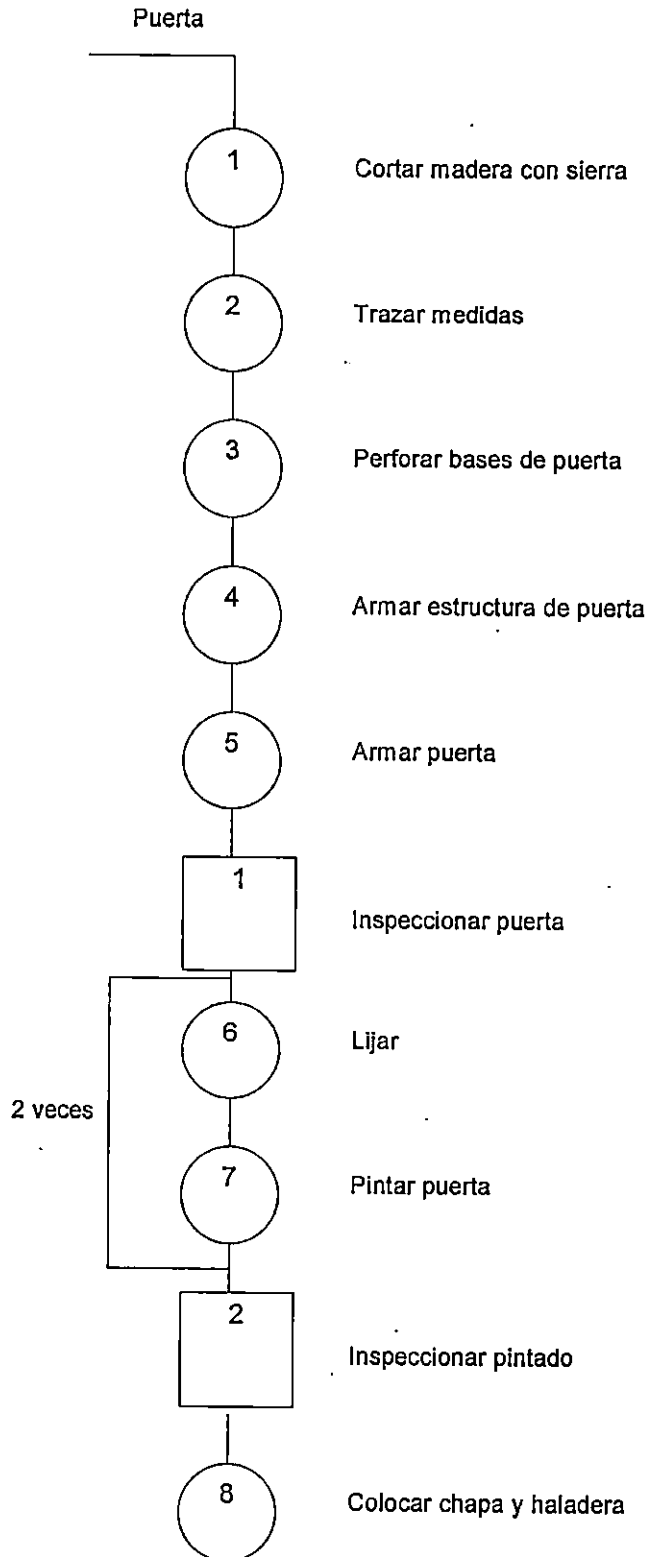 Puerta
1
Cortar madera con sierra
2
Trazar medidas
3
Perforar bases de puerta
4
Armar estructura de puerta
5
Armar puerta
1
Inspeccionar puerta
6
Lijar
2 veces
7
Pintar puerta
2
Inspeccionar pintado
8
Colocar chapa y haladera